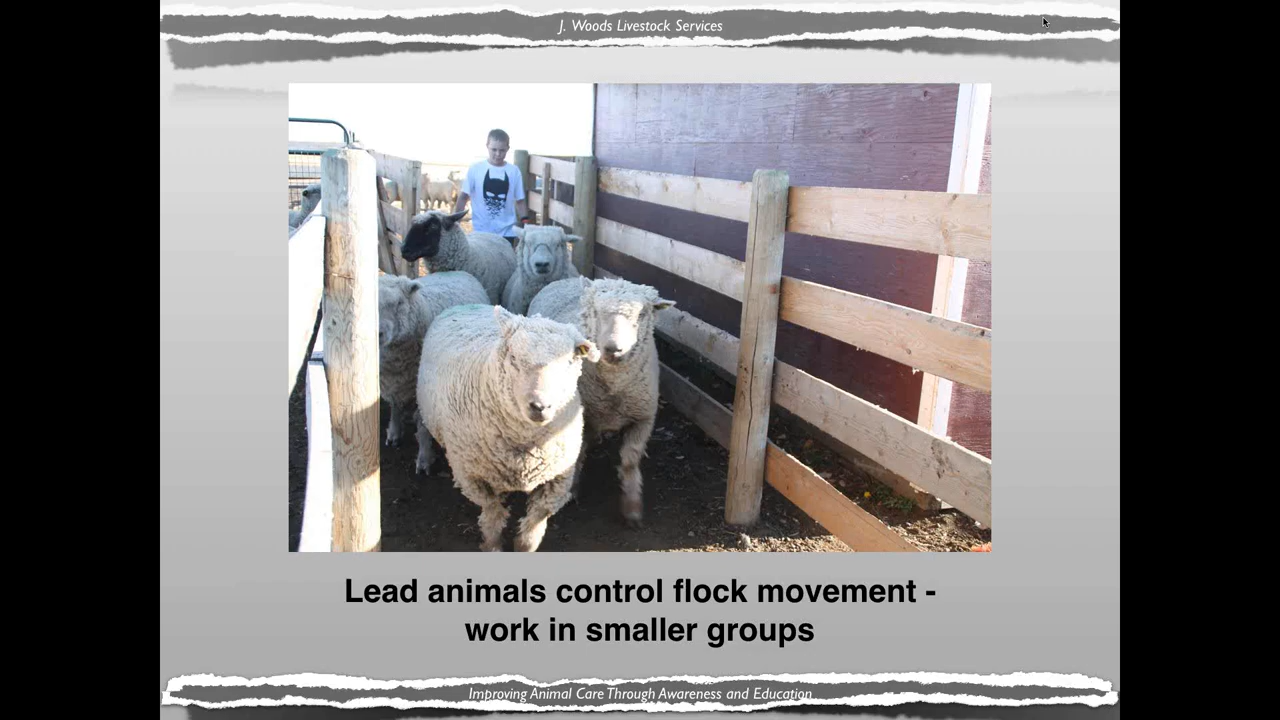 J. Woods Livestock Services
Lead animals control flock movement -
work in smaller groups
Improving Animal Care Through Awareness and Education